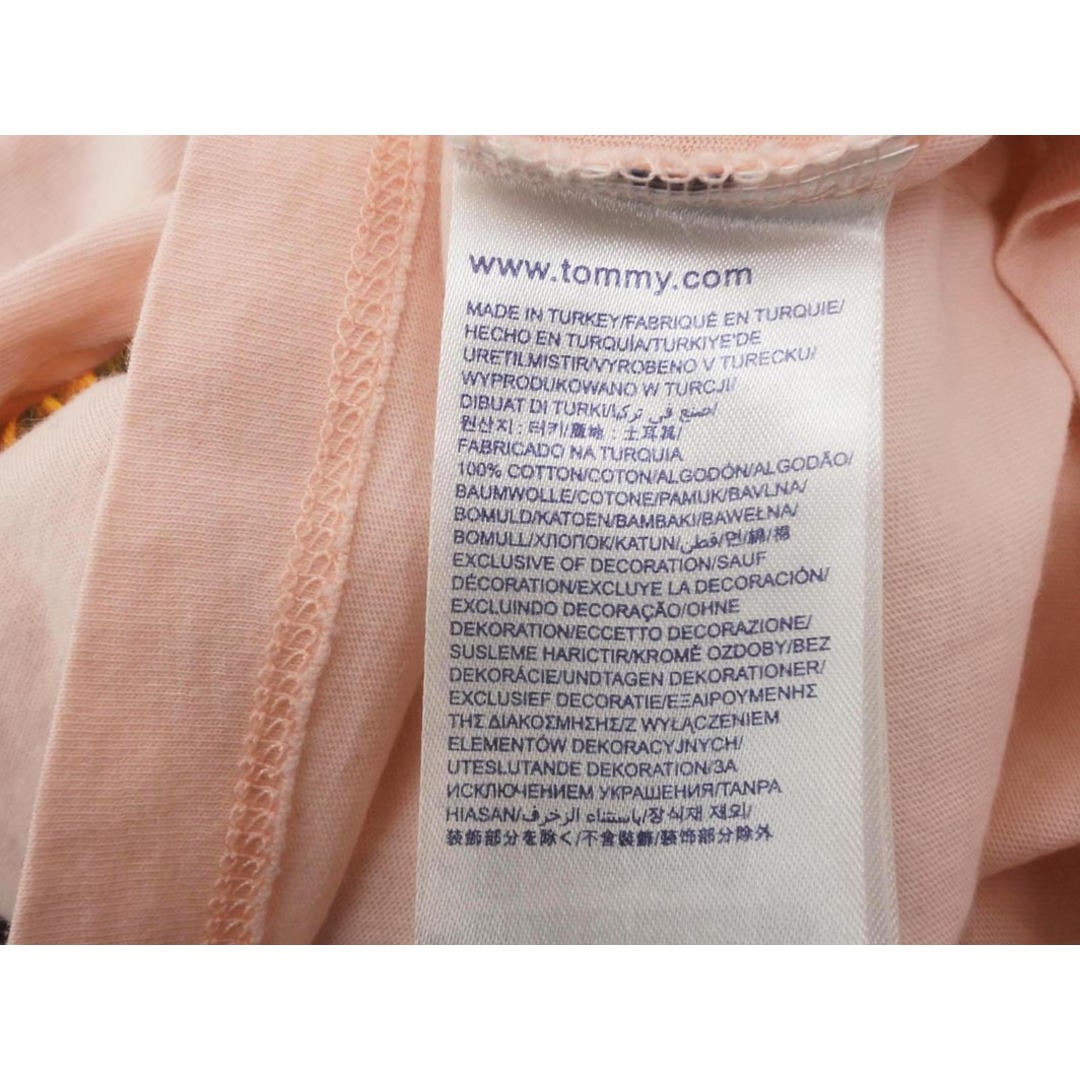 www.tommy.com
MADE IN TURKEY/FABRIQUÉ EN TURQUIE/
HECHO EN TURQUÍA/TURKIYE'DE
URETILMISTIR/VYROBENO V TURECKU/
WYPRODUKOWANO W TURCJI/
DIBUAT DI TURKI/صنع في تركيا/
원산지 : 터키/產地 : 土耳其/
FABRICADO NA TURQUIA
100% COTTON/COTON/ALGODÓN/ALGODÃO/
BAUMWOLLE/COTONE/PAMUK/BAVLNA/
BOMULD/KATOEN/BAMBAKI/BAWEŁNA/
BOMULL/ХЛОПОК/KATUN/قطن/면/綿/棉
EXCLUSIVE OF DECORATION/SAUF
DÉCORATION/EXCLUYE LA DECORACIÓN/
EXCLUINDO DECORAÇÃO/OHNE
DEKORATION/ECCETTO DECORAZIONE/
SUSLEME HARICTIR/KROMĚ OZDOBY/BEZ
DEKORÁCIE/UNDTAGEN DEKORATIONER/
EXCLUSIEF DECORATIE/ΕΞΑΙΡΟΥΜΕΝΗΣ
ΤΗΣ ΔΙΑΚΟΣΜΗΣΗΣ/Z WYŁĄCZENIEM
ELEMENTÓW DEKORACYJNYCH/
UTESLUTANDE DEKORATION/ЗА
ИСКЛЮЧЕНИЕМ УКРАШЕНИЯ/TANPA
HIASAN/باستثناء الزخرف/장식재 제외/
装飾部分を除く/不含裝飾/装饰部分除外